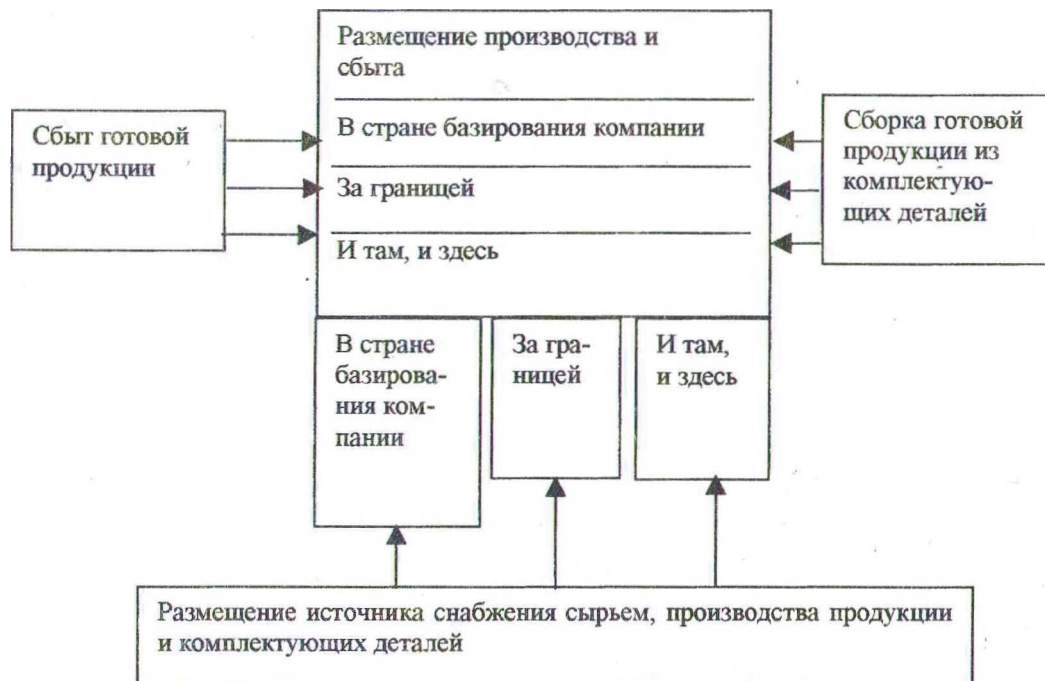 Размещение производства и
сбыта
В стране базирования компании
За границей
И там, и здесь
Сбыт готовой
продукции
Сборка готовой
продукции из
комплектую-
щих деталей
В стране
базирова-
ния ком-
пании
За гра-
ницей
И там,
и здесь
Размещение источника снабжения сырьем, производства продукции
и комплектующих деталей